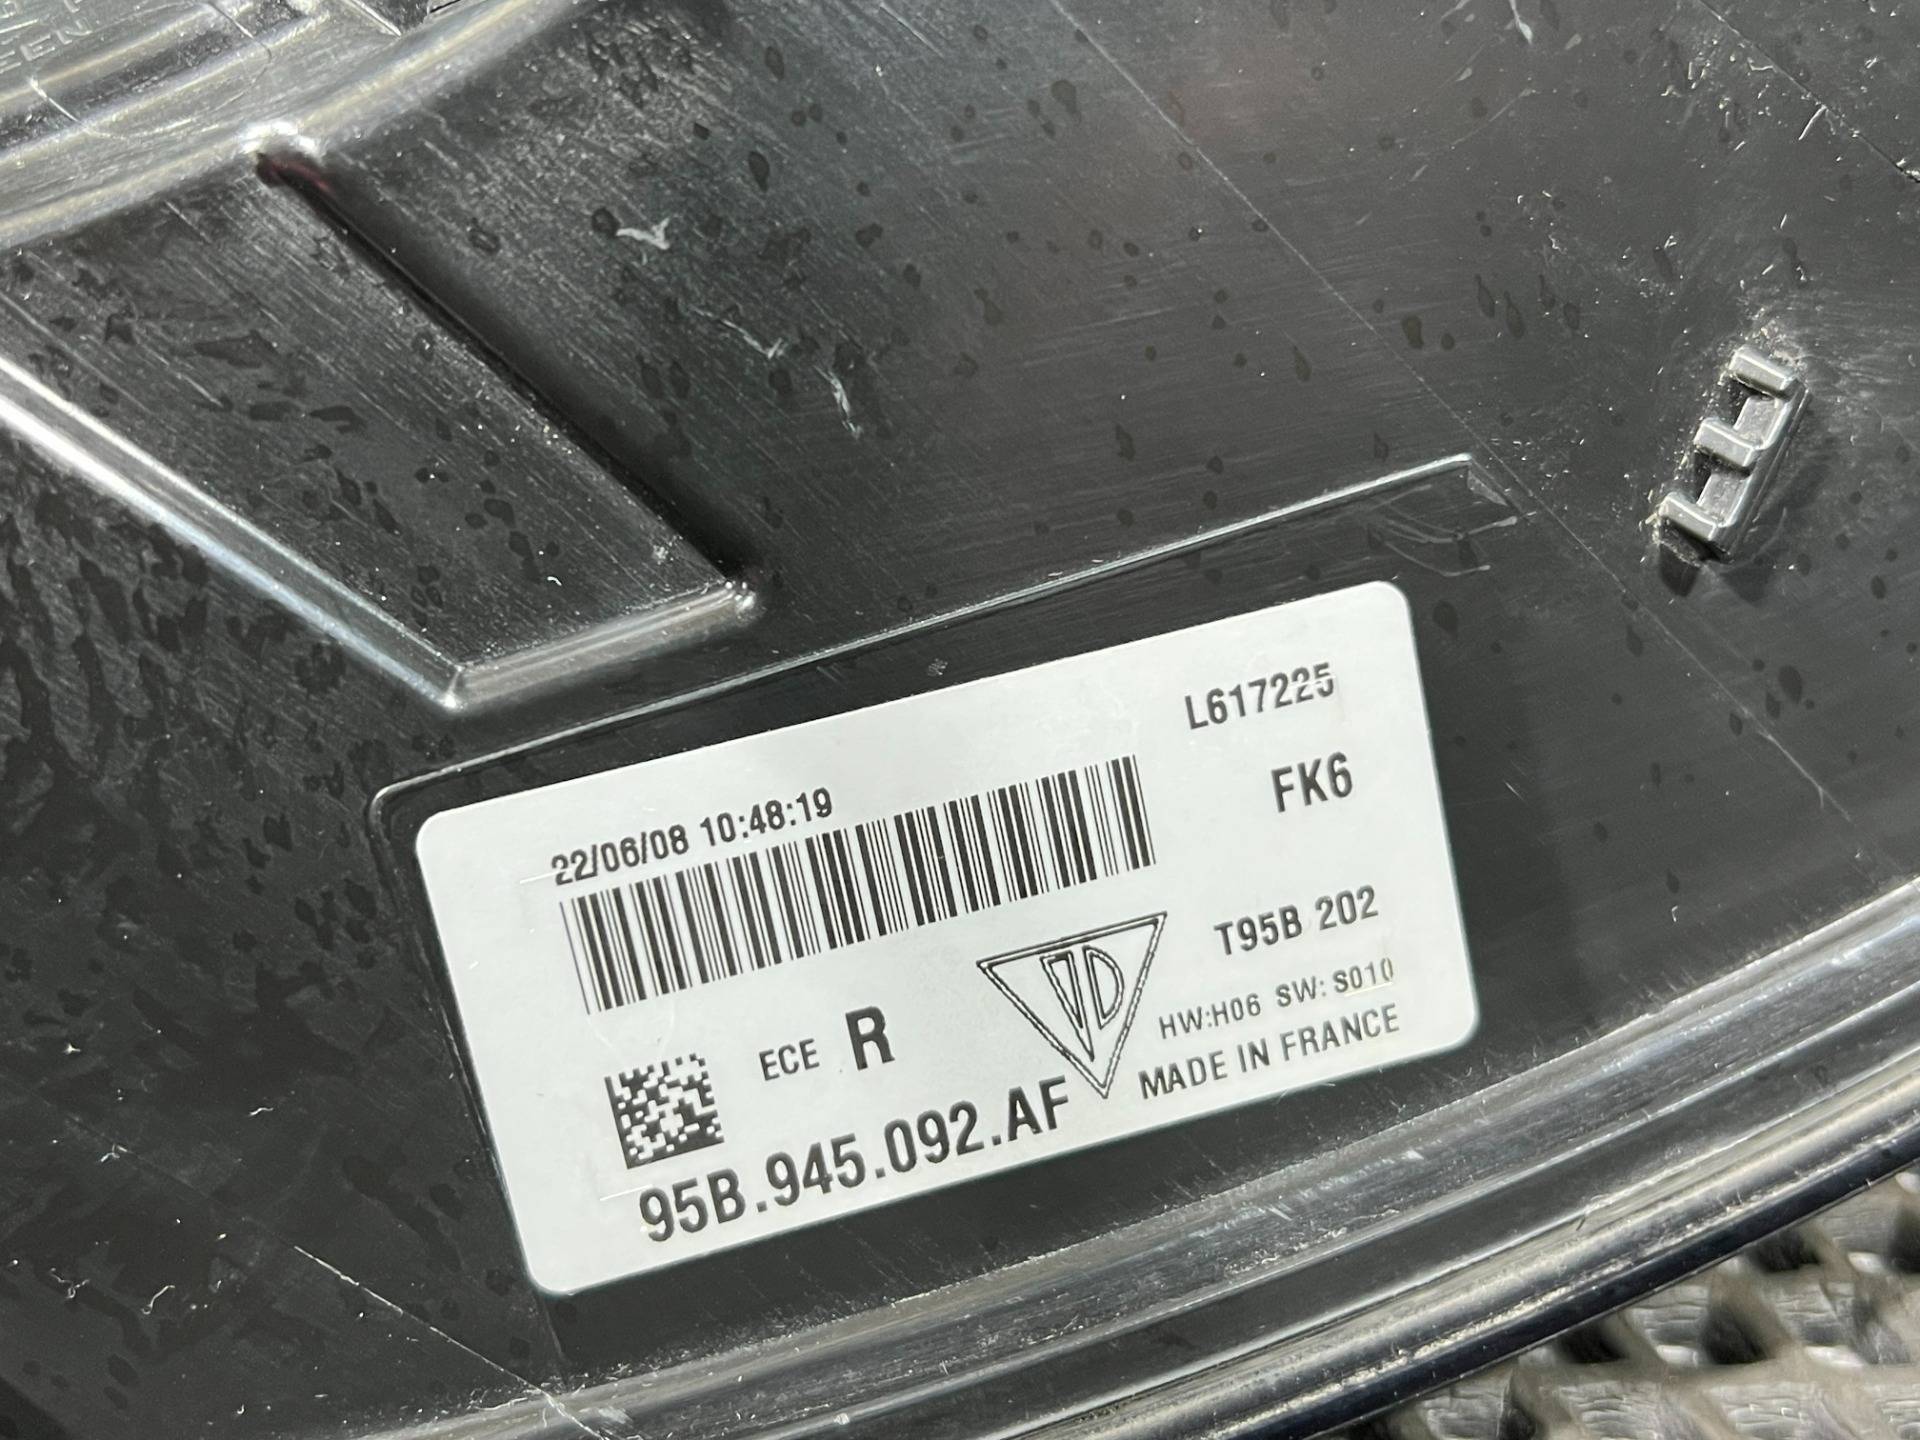 L617225
22/06/08 10:48:19
FK6
T95B 202
HW:H06 SW: S010
ECE R
MADE IN FRANCE
95B.945.092.AF